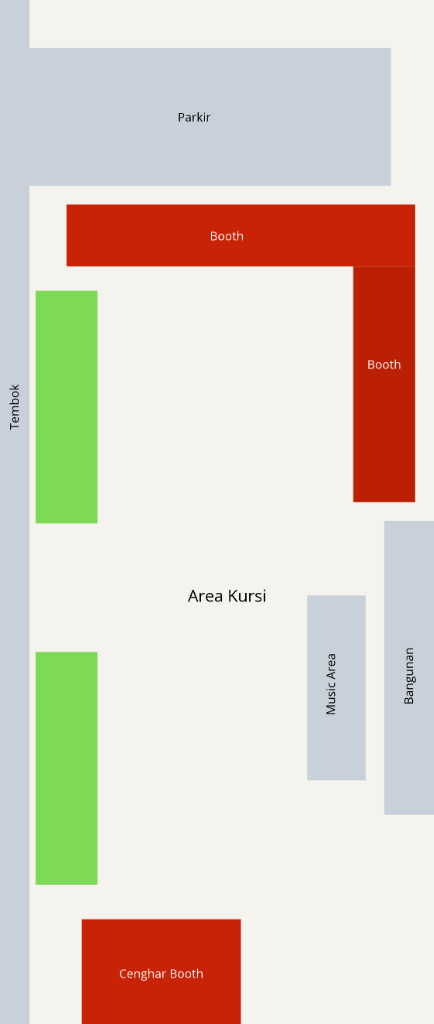 Parkir
Booth
Booth
Tembok
Area Kursi
Music Area
Bangunan
Cenghar Booth